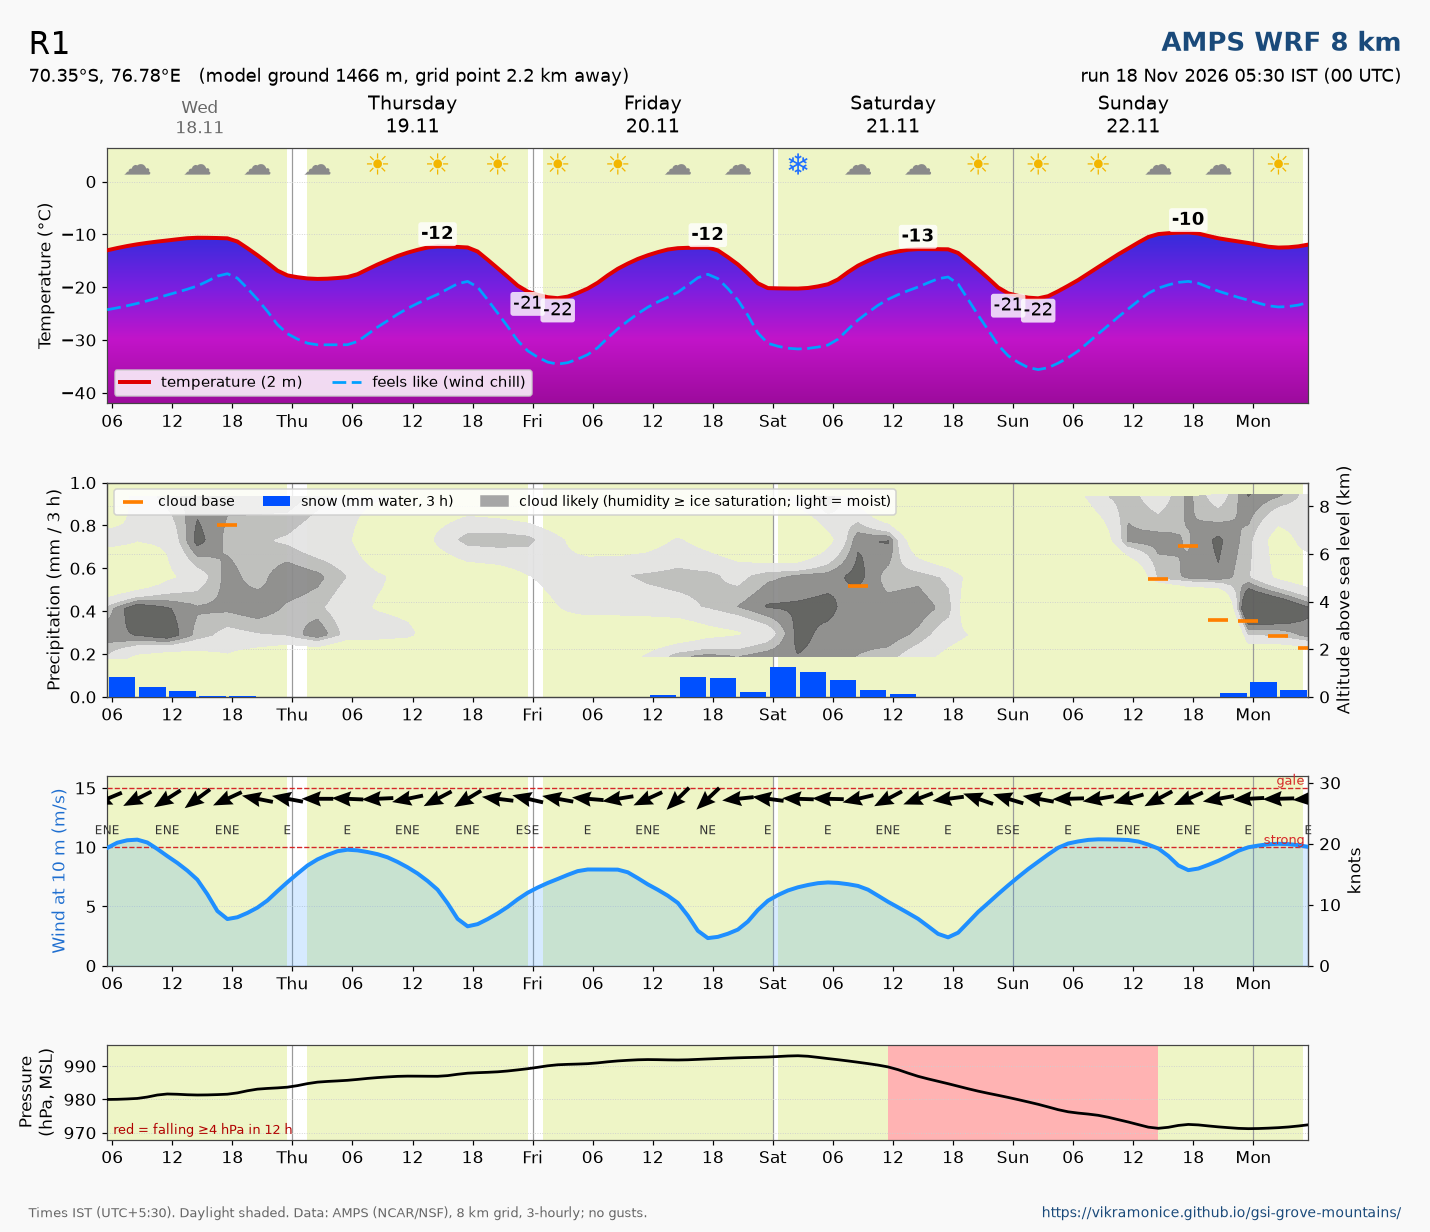 R1
AMPS WRF 8 km
70.35°S, 76.78°E (model ground 1466 m, grid point 2.2 km away)
run 18 Nov 2026 05:30 IST (00 UTC)
Wed
18.11
Thursday
19.11
Friday
20.11
Saturday
21.11
Sunday
22.11
Temperature (°C)
0
−10
−20
−30
−40
-12
-21
-22
-12
-13
-21
-22
-10
temperature (2 m)
feels like (wind chill)
06 12 18 Thu 06 12 18 Fri 06 12 18 Sat 06 12 18 Sun 06 12 18 Mon
Precipitation (mm / 3 h)
1.0
0.8
0.6
0.4
0.2
0.0
cloud base
snow (mm water, 3 h)
cloud likely (humidity ≥ ice saturation; light = moist)
8
6
4
2
0
Altitude above sea level (km)
06 12 18 Thu 06 12 18 Fri 06 12 18 Sat 06 12 18 Sun 06 12 18 Mon
Wind at 10 m (m/s)
15
10
5
0
gale
ENE ENE ENE E E ENE ENE ESE E ENE NE E E ENE E ESE E ENE ENE E E
strong
30
20
10
0
knots
06 12 18 Thu 06 12 18 Fri 06 12 18 Sat 06 12 18 Sun 06 12 18 Mon
Pressure
(hPa, MSL)
990
980
970
red = falling ≥4 hPa in 12 h
06 12 18 Thu 06 12 18 Fri 06 12 18 Sat 06 12 18 Sun 06 12 18 Mon
Times IST (UTC+5:30). Daylight shaded. Data: AMPS (NCAR/NSF), 8 km grid, 3-hourly; no gusts.
https://vikramonice.github.io/gsi-grove-mountains/